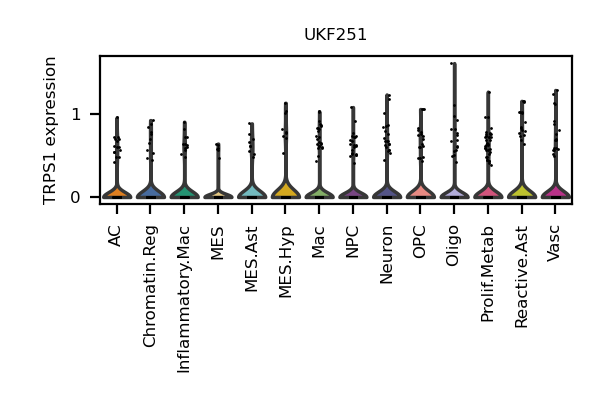 UKF251
TRPS1 expression
1
0
AC
Chromatin.Reg
Inflammatory.Mac
MES
MES.Ast
MES.Hyp
Mac
NPC
Neuron
OPC
Oligo
Prolif.Metab
Reactive.Ast
Vasc